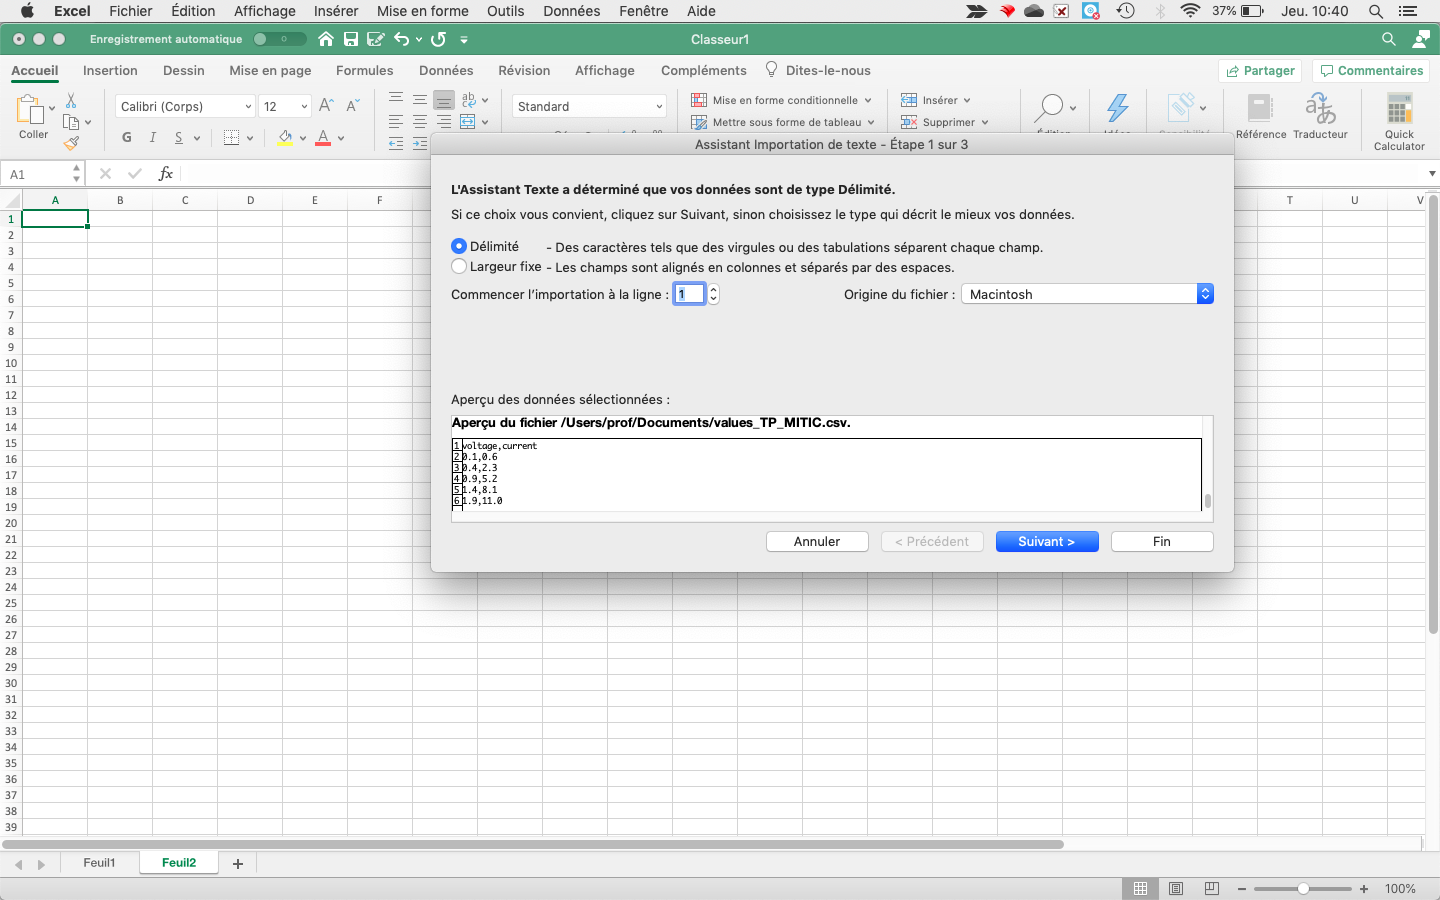 Excel Fichier Édition Affichage Insérer Mise en forme Outils Données Fenêtre Aide 37% Jeu. 10:40
Enregistrement automatique Classeur1
Accueil Insertion Dessin Mise en page Formules Données Révision Affichage Compléments Dites-le-nous Partager Commentaires
Coller Calibri (Corps) 12 A A ab Standard Mise en forme conditionnelle Insérer
G I S A Mettre sous forme de tableau Supprimer Référence Traducteur Quick Calculator
A1 fx
A B C D E F T U V
Assistant Importation de texte - Étape 1 sur 3
L'Assistant Texte a déterminé que vos données sont de type Délimité.
Si ce choix vous convient, cliquez sur Suivant, sinon choisissez le type qui décrit le mieux vos données.
Délimité - Des caractères tels que des virgules ou des tabulations séparent chaque champ.
Largeur fixe - Les champs sont alignés en colonnes et séparés par des espaces.
Commencer l'importation à la ligne : 1 Origine du fichier : Macintosh
Aperçu des données sélectionnées :
Aperçu du fichier /Users/prof/Documents/values_TP_MITIC.csv.
1 voltage,current
2 0.1,0.6
3 0.4,2.3
4 0.9,5.2
5 1.4,8.1
6 1.9,11.0
Annuler < Précédent Suivant > Fin
1
2
3
4
5
6
7
8
9
10
11
12
13
14
15
16
17
18
19
20
21
22
23
24
25
26
27
28
29
30
31
32
33
34
35
36
37
38
39
Feuil1 Feuil2 +
100%